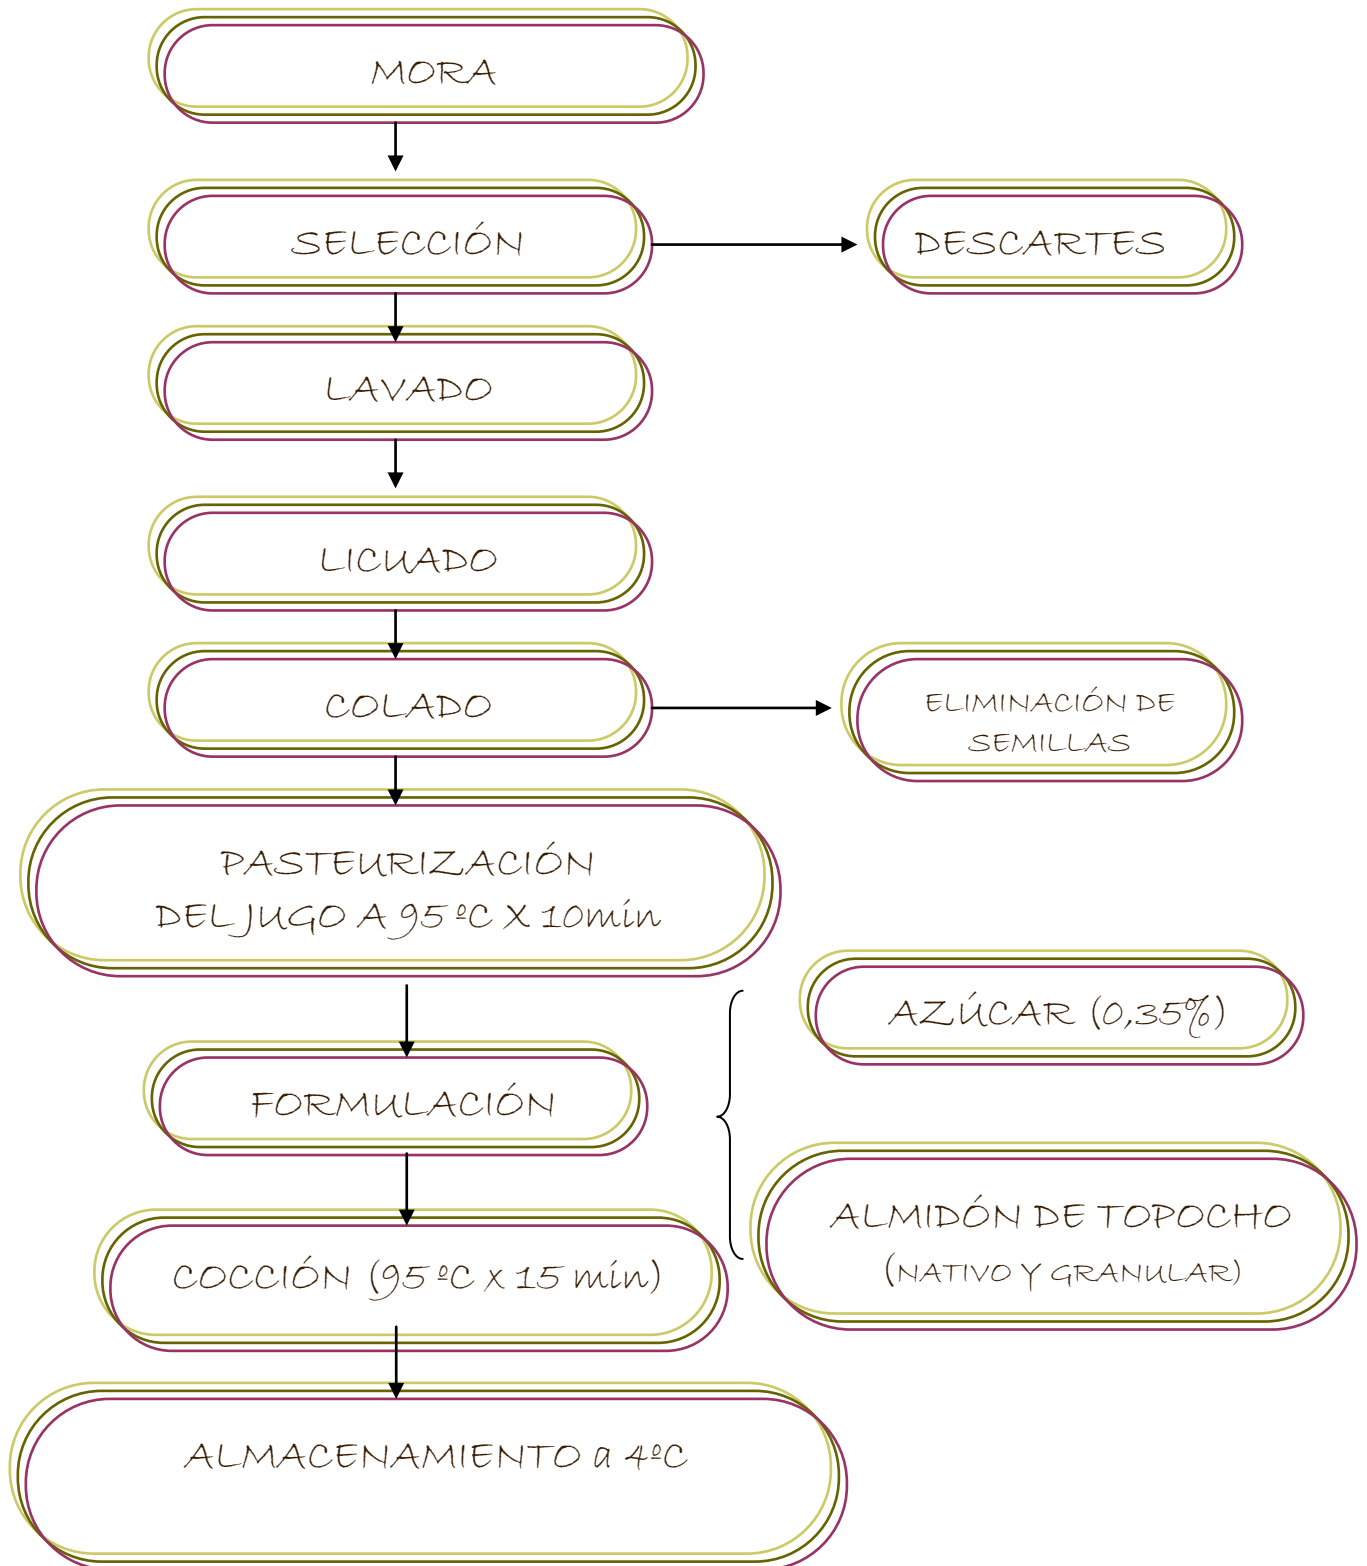 MORA
SELECCIÓN
DESCARTES
LAVADO
LICUADO
COLADO
ELIMINACIÓN DE
SEMILLAS
PASTEURIZACIÓN
DEL JUGO A 95 ºC X 10min
AZÚCAR (0,35%)
FORMULACIÓN
ALMIDÓN DE TOPOCHO
(NATIVO Y GRANULAR)
COCCIÓN (95 ºC x 15 min)
ALMACENAMIENTO a 4ºC